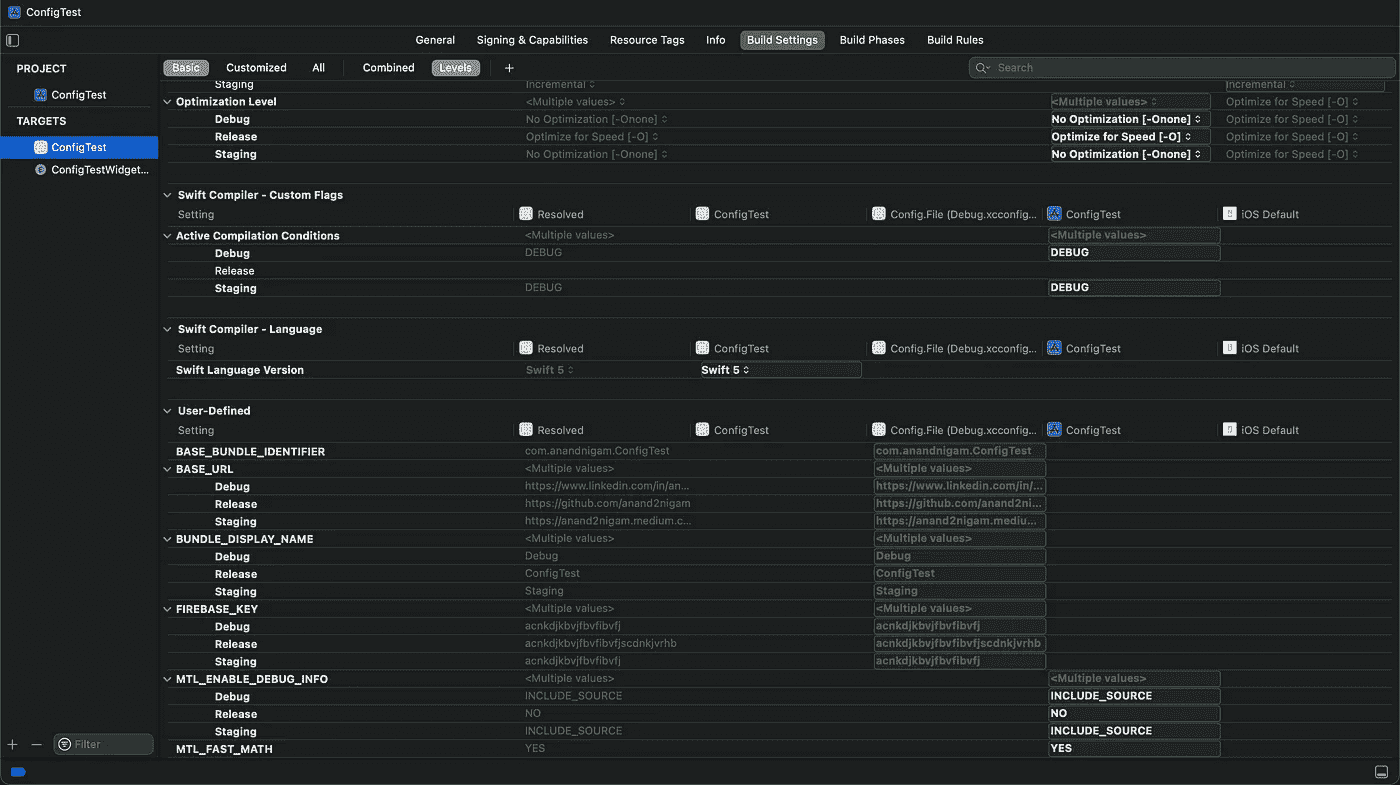 ConfigTest
General Signing & Capabilities Resource Tags Info Build Settings Build Phases Build Rules
PROJECT
ConfigTest
TARGETS
ConfigTest
ConfigTestWidget...
Basic Customized All Combined Levels + Search
Staging Incremental Incremental
Optimization Level <Multiple values> <Multiple values> Optimize for Speed [-O]
Debug No Optimization [-Onone] No Optimization [-Onone] Optimize for Speed [-O]
Release Optimize for Speed [-O] Optimize for Speed [-O] Optimize for Speed [-O]
Staging No Optimization [-Onone] No Optimization [-Onone] Optimize for Speed [-O]
Swift Compiler - Custom Flags
Setting Resolved ConfigTest Config.File (Debug.xcconfig... ConfigTest iOS Default
Active Compilation Conditions <Multiple values> <Multiple values>
Debug DEBUG DEBUG
Release
Staging DEBUG DEBUG
Swift Compiler - Language
Setting Resolved ConfigTest Config.File (Debug.xcconfig... ConfigTest iOS Default
Swift Language Version Swift 5 Swift 5
User-Defined
Setting Resolved ConfigTest Config.File (Debug.xcconfig... ConfigTest iOS Default
BASE_BUNDLE_IDENTIFIER com.anandnigam.ConfigTest com.anandnigam.ConfigTest
BASE_URL <Multiple values> <Multiple values>
Debug https://www.linkedin.com/in/an... https://www.linkedin.com/in/...
Release https://github.com/anand2nigam https://github.com/anand2ni...
Staging https://anand2nigam.medium.c... https://anand2nigam.mediu...
BUNDLE_DISPLAY_NAME <Multiple values> <Multiple values>
Debug Debug Debug
Release ConfigTest ConfigTest
Staging Staging Staging
FIREBASE_KEY <Multiple values> <Multiple values>
Debug acnkdjkbvjfbvfibvfj acnkdjkbvjfbvfibvfj
Release acnkdjkbvjfbvfibvfjscdnkjvrhb acnkdjkbvjfbvfibvfjscdnkjvrhb
Staging acnkdjkbvjfbvfibvfj acnkdjkbvjfbvfibvfj
MTL_ENABLE_DEBUG_INFO <Multiple values> <Multiple values>
Debug INCLUDE_SOURCE INCLUDE_SOURCE
Release NO NO
Staging INCLUDE_SOURCE INCLUDE_SOURCE
MTL_FAST_MATH YES YES
+ − Filter